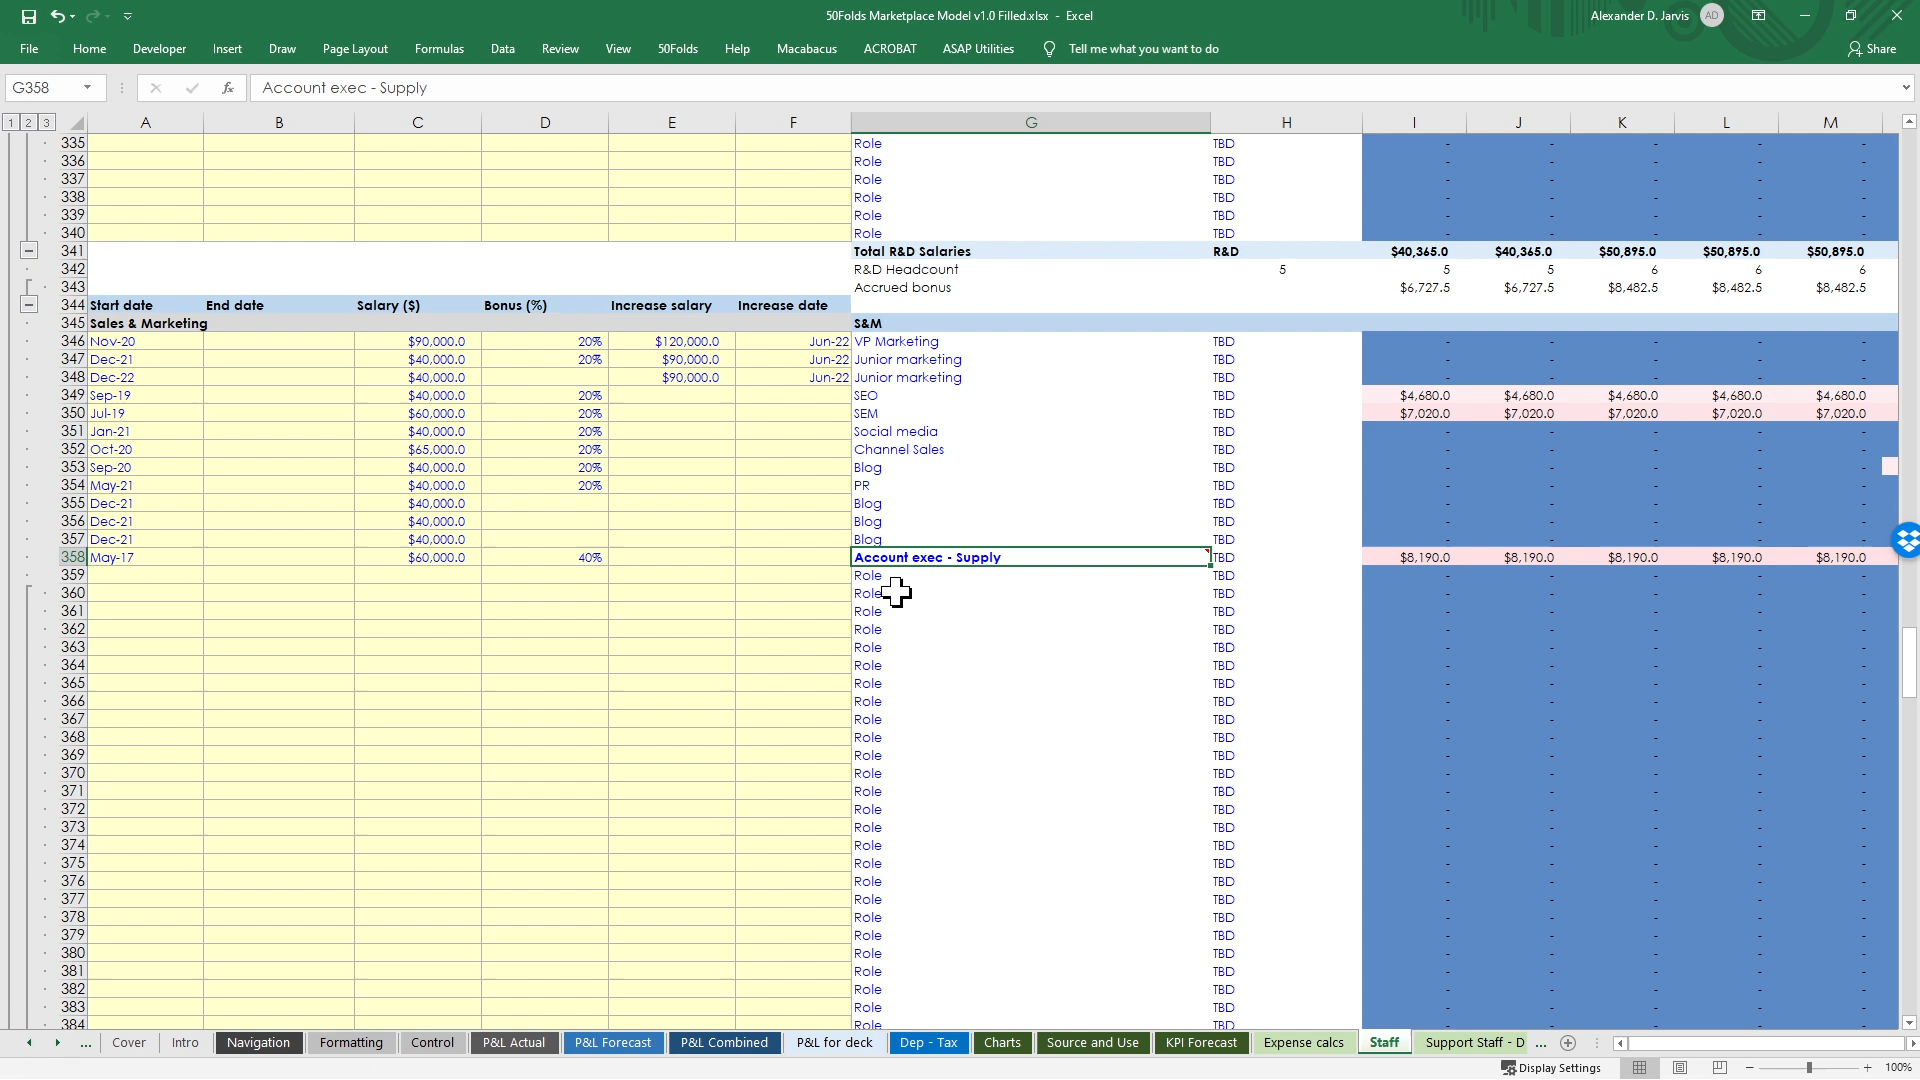 50Folds Marketplace Model v1.0 Filled.xlsx - Excel
Alexander D. Jarvis AD
File Home Developer Insert Draw Page Layout Formulas Data Review View 50Folds Help Macabacus ACROBAT ASAP Utilities Tell me what you want to do Share
G358 fx Account exec - Supply
1 2 3 A B C D E F G H I J K L M
335 Role TBD - - - - -
336 Role TBD - - - - -
337 Role TBD - - - - -
338 Role TBD - - - - -
339 Role TBD - - - - -
340 Role TBD - - - - -
341 Total R&D Salaries R&D $40,365.0 $40,365.0 $50,895.0 $50,895.0 $50,895.0
342 R&D Headcount 5 5 5 6 6 6
343 Accrued bonus $6,727.5 $6,727.5 $8,482.5 $8,482.5 $8,482.5
344 Start date End date Salary ($) Bonus (%) Increase salary Increase date
345 Sales & Marketing S&M
346 Nov-20 $90,000.0 20% $120,000.0 Jun-22 VP Marketing TBD - - - - -
347 Dec-21 $40,000.0 20% $90,000.0 Jun-22 Junior marketing TBD - - - - -
348 Dec-22 $40,000.0 $90,000.0 Jun-22 Junior marketing TBD - - - - -
349 Sep-19 $40,000.0 20% SEO TBD $4,680.0 $4,680.0 $4,680.0 $4,680.0 $4,680.0
350 Jul-19 $60,000.0 20% SEM TBD $7,020.0 $7,020.0 $7,020.0 $7,020.0 $7,020.0
351 Jan-21 $40,000.0 20% Social media TBD - - - - -
352 Oct-20 $65,000.0 20% Channel Sales TBD - - - - -
353 Sep-20 $40,000.0 20% Blog TBD - - - - -
354 May-21 $40,000.0 20% PR TBD - - - - -
355 Dec-21 $40,000.0 Blog TBD - - - - -
356 Dec-21 $40,000.0 Blog TBD - - - - -
357 Dec-21 $40,000.0 Blog TBD - - - - -
358 May-17 $60,000.0 40% Account exec - Supply TBD $8,190.0 $8,190.0 $8,190.0 $8,190.0 $8,190.0
359 Role TBD - - - - -
360 Role TBD - - - - -
361 Role TBD - - - - -
362 Role TBD - - - - -
363 Role TBD - - - - -
364 Role TBD - - - - -
365 Role TBD - - - - -
366 Role TBD - - - - -
367 Role TBD - - - - -
368 Role TBD - - - - -
369 Role TBD - - - - -
370 Role TBD - - - - -
371 Role TBD - - - - -
372 Role TBD - - - - -
373 Role TBD - - - - -
374 Role TBD - - - - -
375 Role TBD - - - - -
376 Role TBD - - - - -
377 Role TBD - - - - -
378 Role TBD - - - - -
379 Role TBD - - - - -
380 Role TBD - - - - -
381 Role TBD - - - - -
382 Role TBD - - - - -
383 Role TBD - - - - -
384 Role TBD - - - - -
... Cover Intro Navigation Formatting Control P&L Actual P&L Forecast P&L Combined P&L for deck Dep - Tax Charts Source and Use KPI Forecast Expense calcs Staff Support Staff - D ...
Display Settings 100%